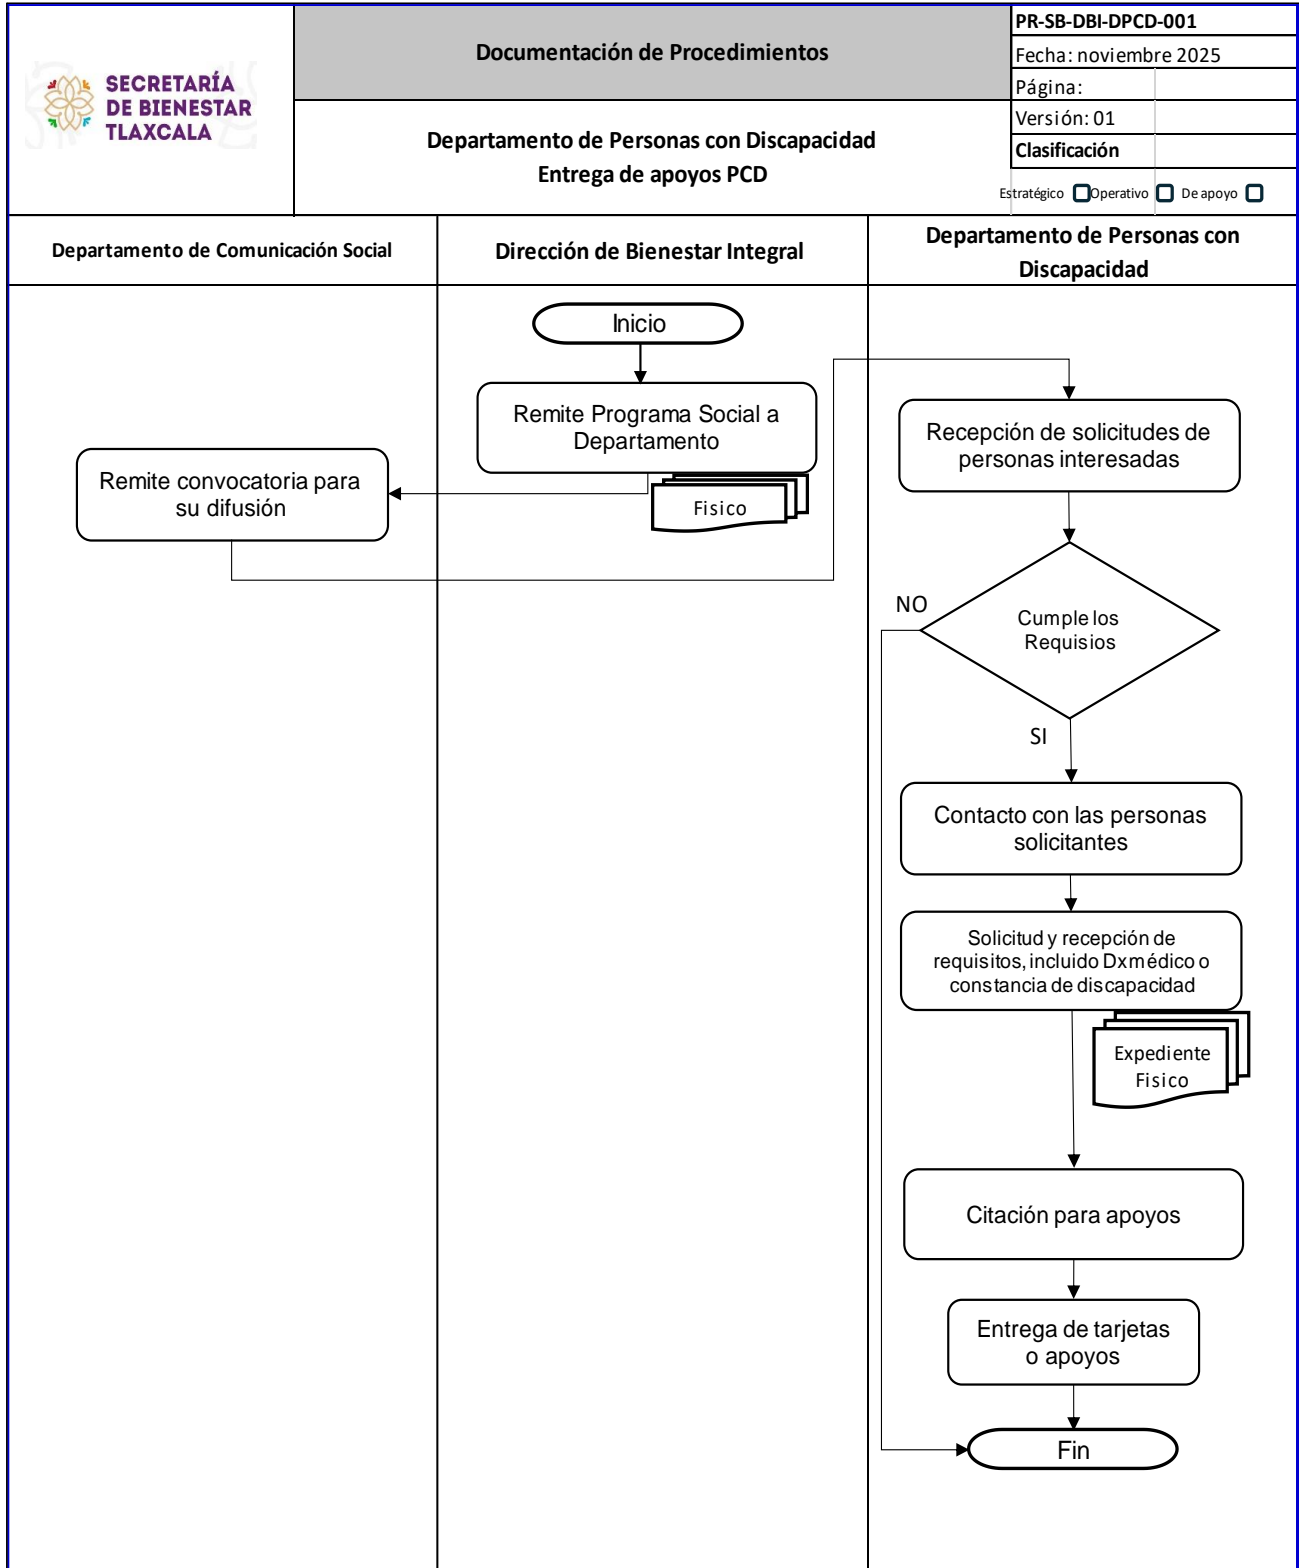 SECRETARÍA
DE BIENESTAR
TLAXCALA
Documentación de Procedimientos
Departamento de Personas con Discapacidad
Entrega de apoyos PCD
PR-SB-DBI-DPCD-001
Fecha: noviembre 2025
Página:
Versión: 01
Clasificación
Estratégico Operativo De apoyo
Departamento de Comunicación Social
Dirección de Bienestar Integral
Departamento de Personas con
Discapacidad
Inicio
Remite Programa Social a
Departamento
Fisico
Remite convocatoria para
su difusión
Recepción de solicitudes de
personas interesadas
NO
Cumple los
Requisios
SI
Contacto con las personas
solicitantes
Solicitud y recepción de
requisitos, incluido Dx médico o
constancia de discapacidad
Expediente
Fisico
Citación para apoyos
Entrega de tarjetas
o apoyos
Fin